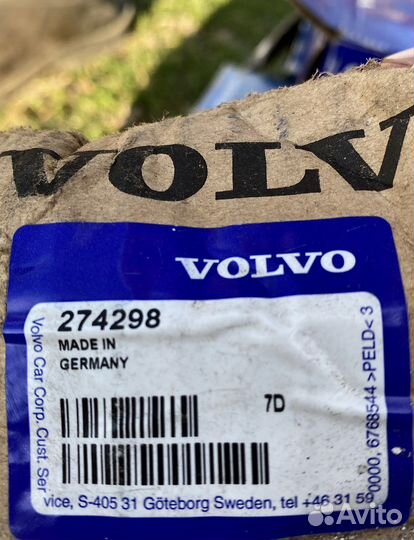 VOLV
VOLVO
274298
MADE IN
GERMANY
7D
Volvo Car Corp. Cust. Ser
vice, S-405 31 Göteborg Sweden, tel +46 31 59
0000, 6768544 >PELD< 3
Avito